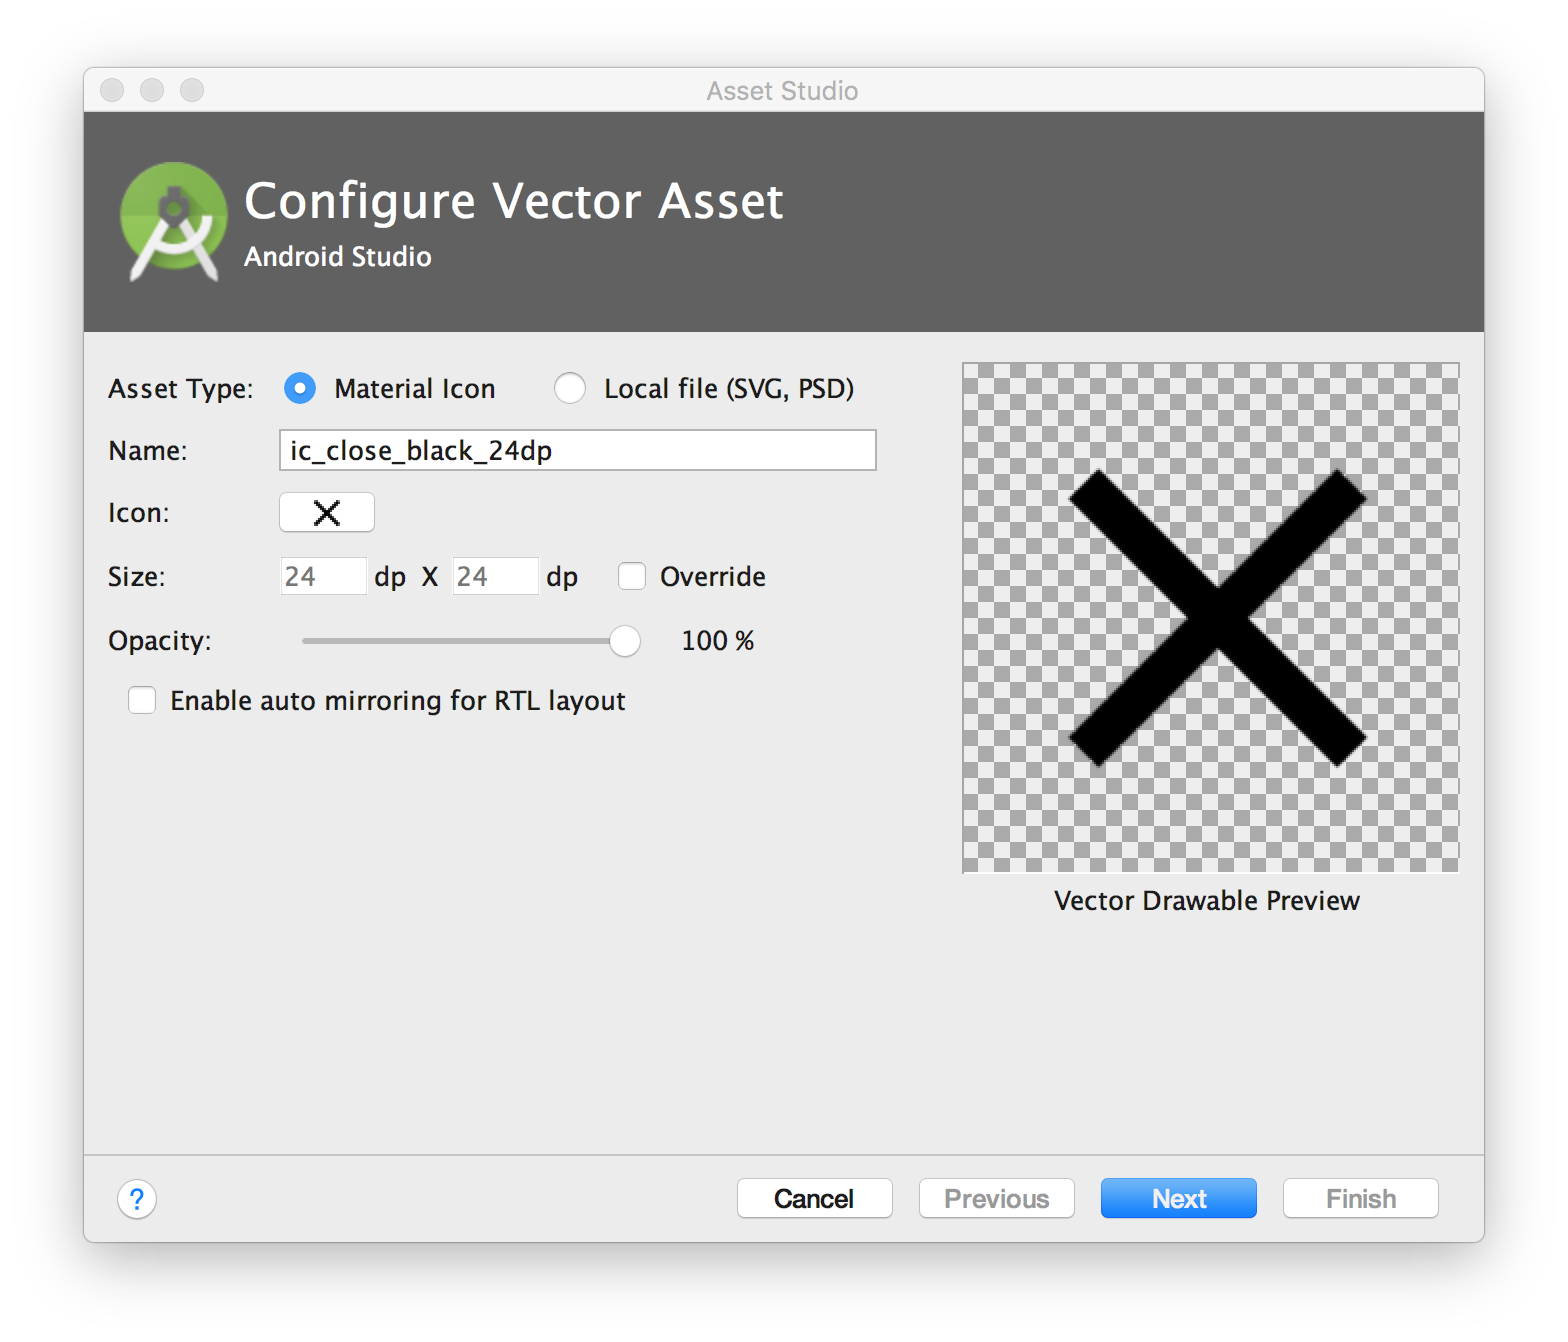 Asset Studio
Configure Vector Asset
Android Studio
Asset Type: Material Icon Local file (SVG, PSD)
Name: ic_close_black_24dp
Icon:
Size: 24 dp X 24 dp Override
Opacity: 100 %
Enable auto mirroring for RTL layout
Vector Drawable Preview
? Cancel Previous Next Finish